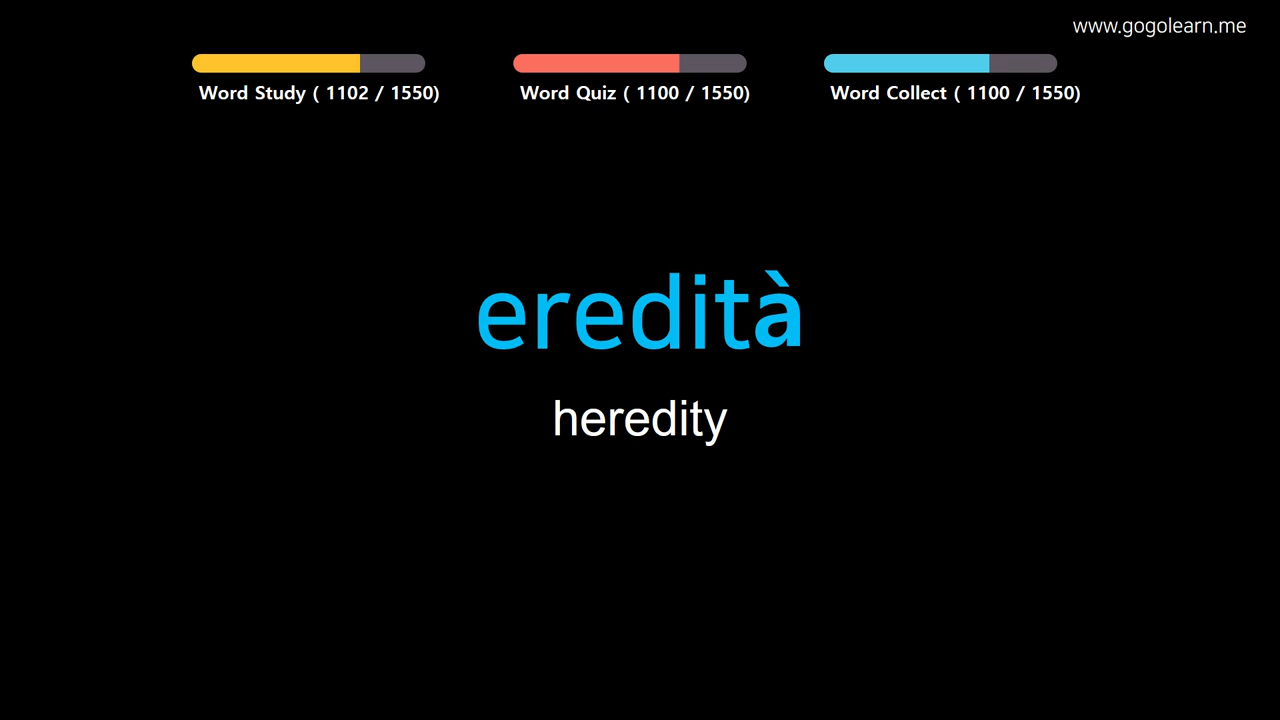 www.gogolearn.me
Word Study ( 1102 / 1550)
Word Quiz ( 1100 / 1550)
Word Collect ( 1100 / 1550)
eredità
heredity